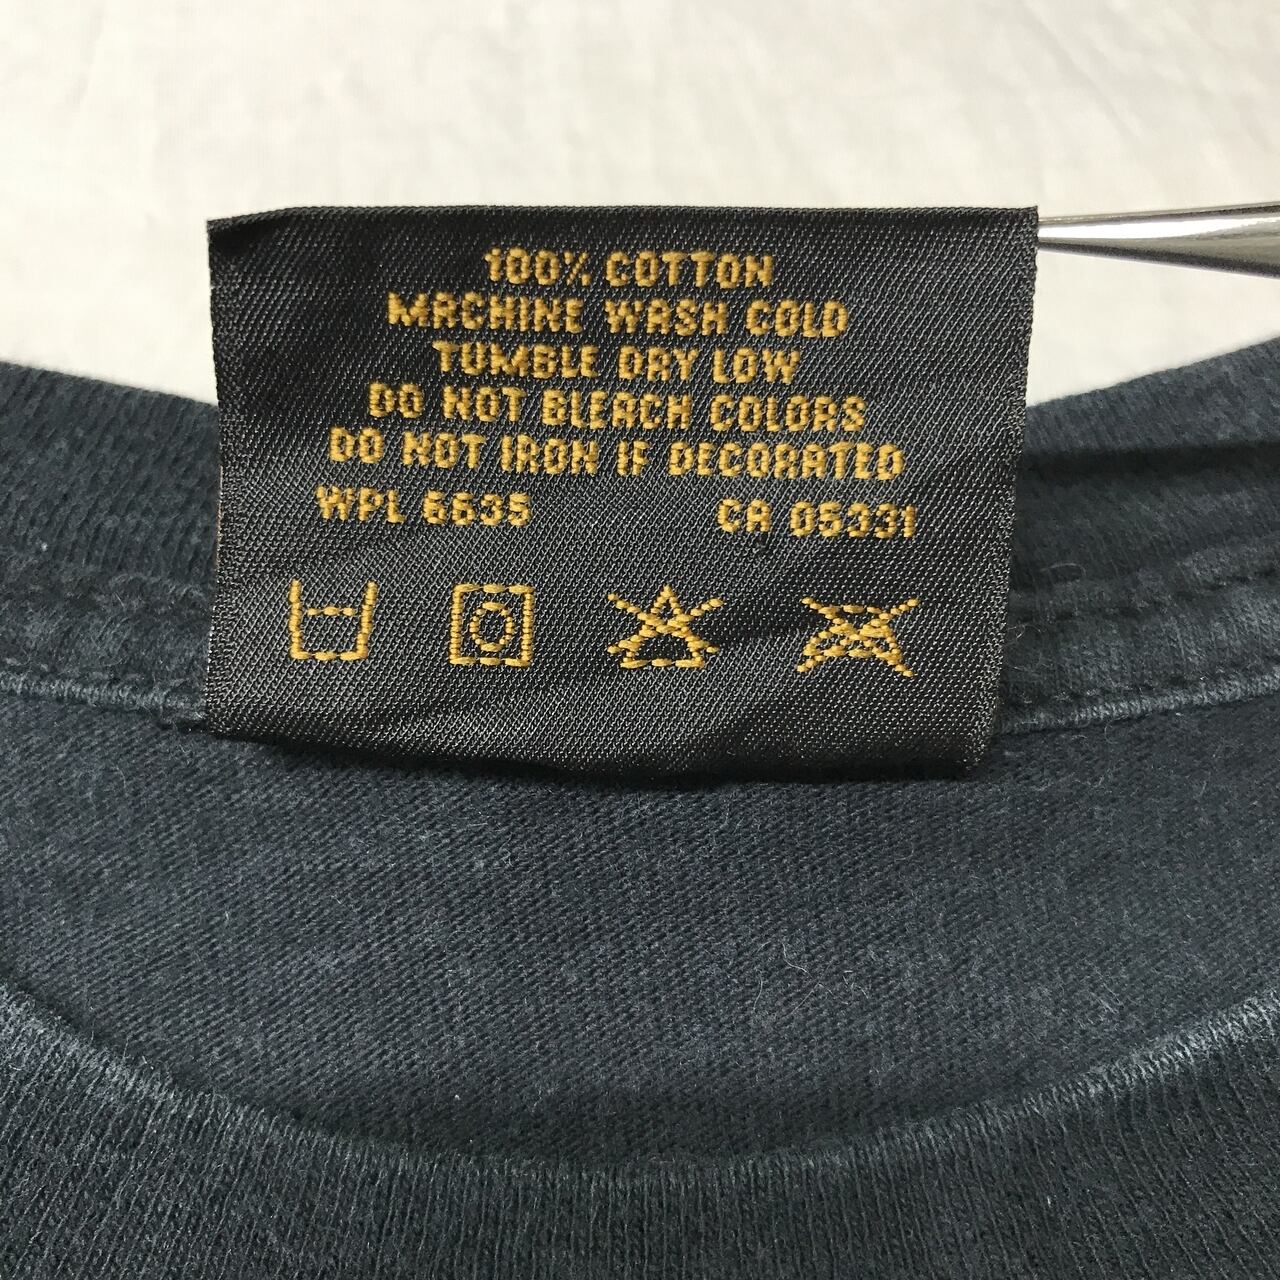 100% COTTON
MACHINE WASH COLD
TUMBLE DRY LOW
DO NOT BLEACH COLORS
DO NOT IRON IF DECORATED
WPL 6635 CA 05331